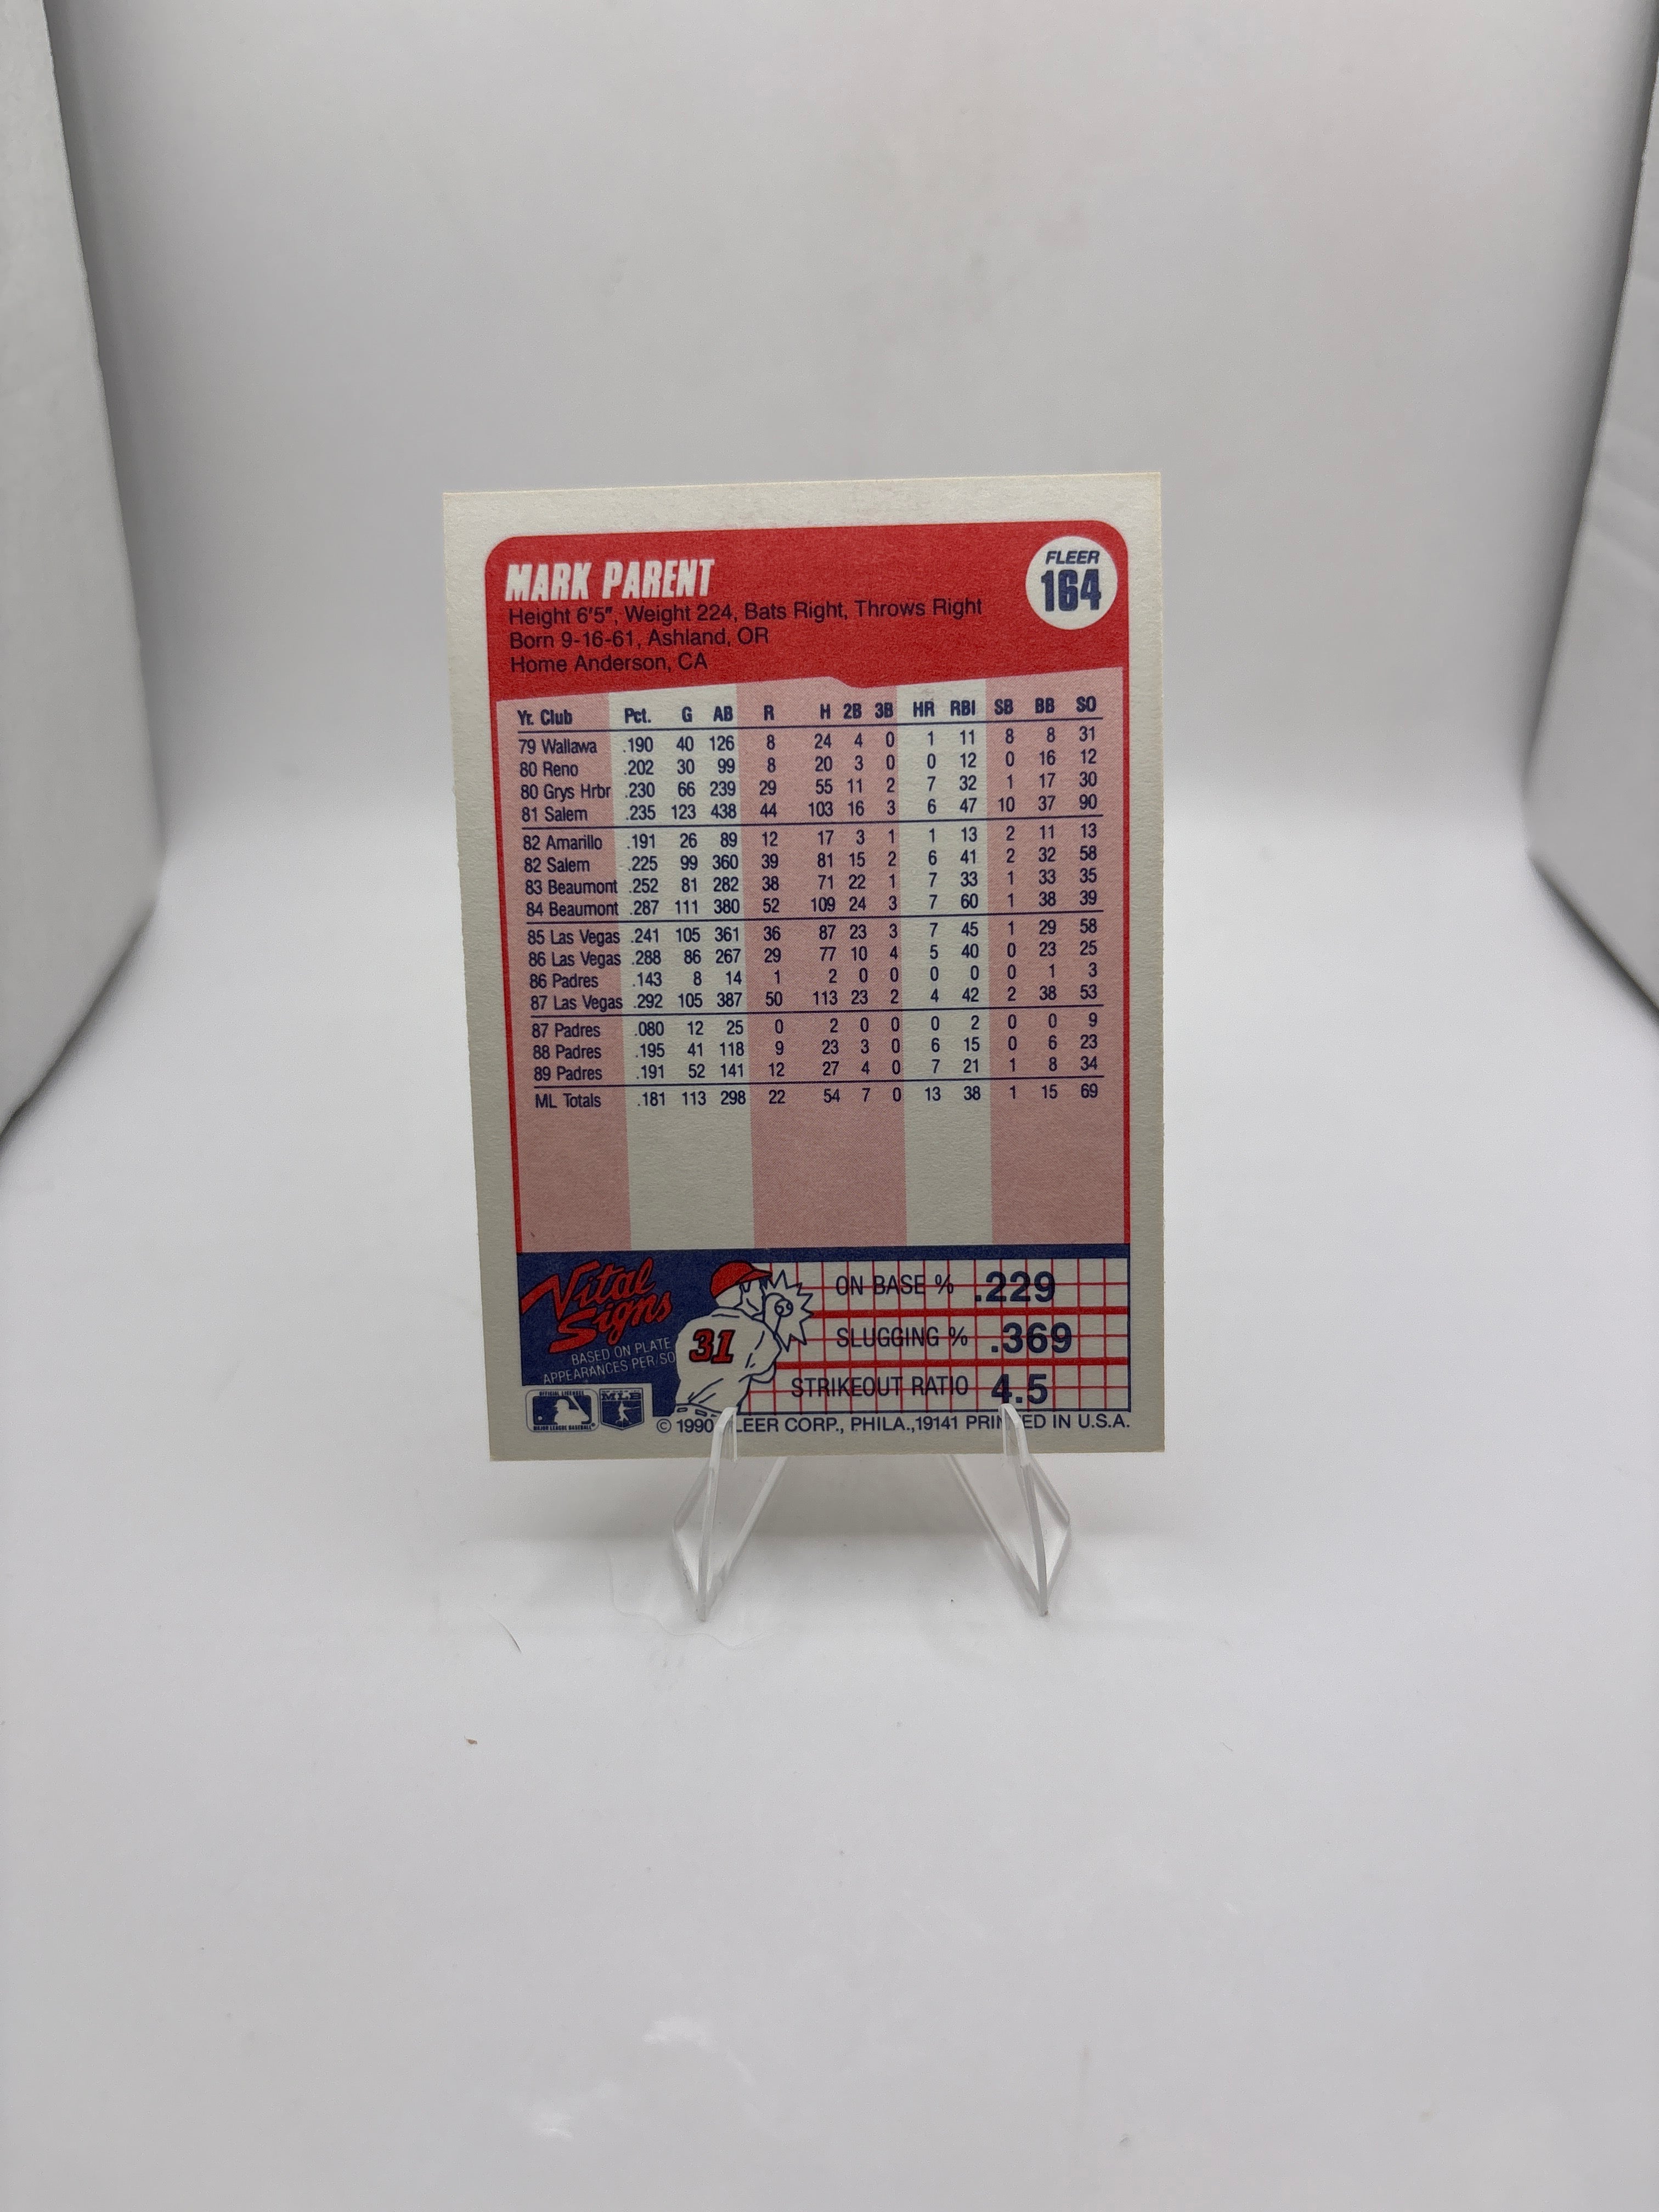 MARK PARENT
FLEER
164
Height 6'5", Weight 224, Bats Right, Throws Right
Born 9-16-61, Ashland, OR
Home Anderson, CA
Yr. Club Pct. G AB R H 2B 3B HR RBI SB BB SO
79 Wallawa .190 40 126 8 24 4 0 1 11 8 8 31
80 Reno .202 30 99 8 20 3 0 0 12 0 16 12
80 Grys Hrbr .230 66 239 29 55 11 2 7 32 1 17 30
81 Salem .235 123 438 44 103 16 3 6 47 10 37 90
82 Amarillo .191 26 89 12 17 3 1 1 13 2 11 13
82 Salem .225 99 360 39 81 15 2 6 41 2 32 58
83 Beaumont .252 81 282 38 71 22 1 7 33 1 33 35
84 Beaumont .287 111 380 52 109 24 3 7 60 1 38 39
85 Las Vegas .241 105 361 36 87 23 3 7 45 1 29 58
86 Las Vegas .288 86 267 29 77 10 4 5 40 0 23 25
86 Padres .143 8 14 1 2 0 0 0 0 0 1 3
87 Las Vegas .292 105 387 50 113 23 2 4 42 2 38 53
87 Padres .080 12 25 0 2 0 0 0 2 0 0 9
88 Padres .195 41 118 9 23 3 0 6 15 0 6 23
89 Padres .191 52 141 12 27 4 0 7 21 1 8 34
ML Totals .181 113 298 22 54 7 0 13 38 1 15 69
Vital
Signs
BASED ON PLATE
APPEARANCES PER/SO
31
ON BASE % .229
SLUGGING % .369
STRIKEOUT RATIO 4.5
OFFICIAL LICENSEE
MAJOR LEAGUE BASEBALL
MLB
© 1990 LEER CORP., PHILA.,19141 PRIN ED IN U.S.A.